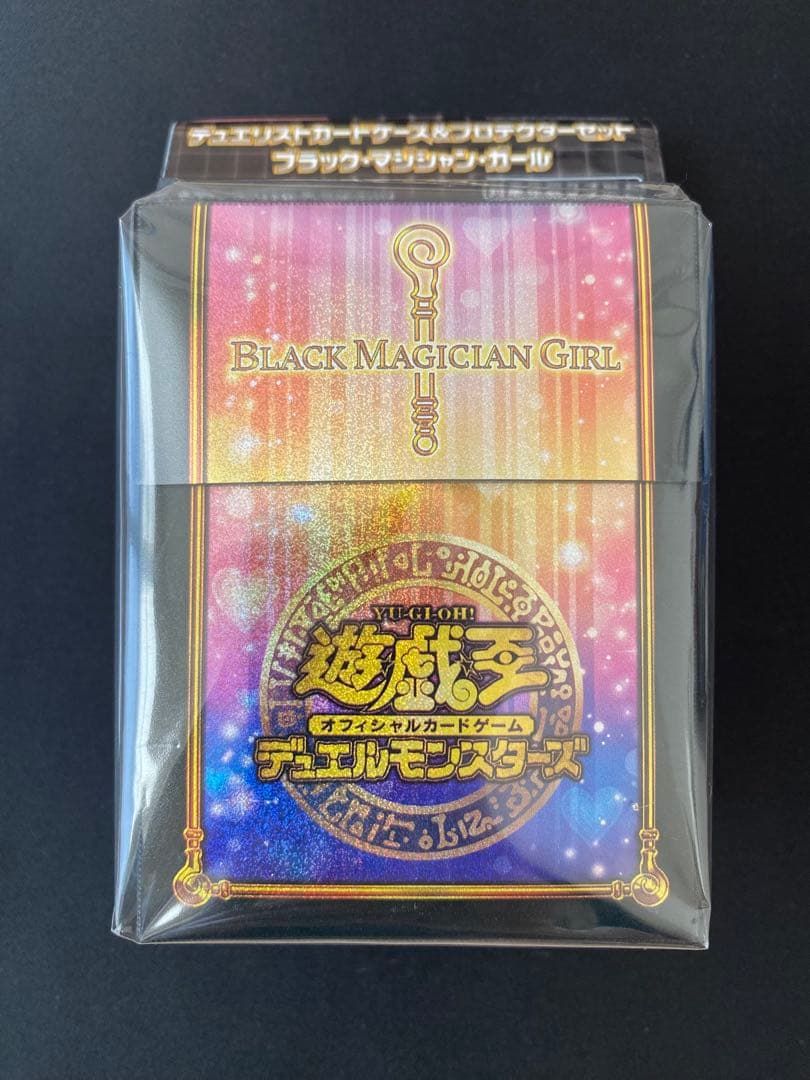 デュエリストカードケース&プロテクターセット
ブラック・マジシャン・ガール
BLACK MAGICIAN GIRL
YU-GI-OH!
遊☆戯☆王
オフィシャルカードゲーム
デュエルモンスターズ